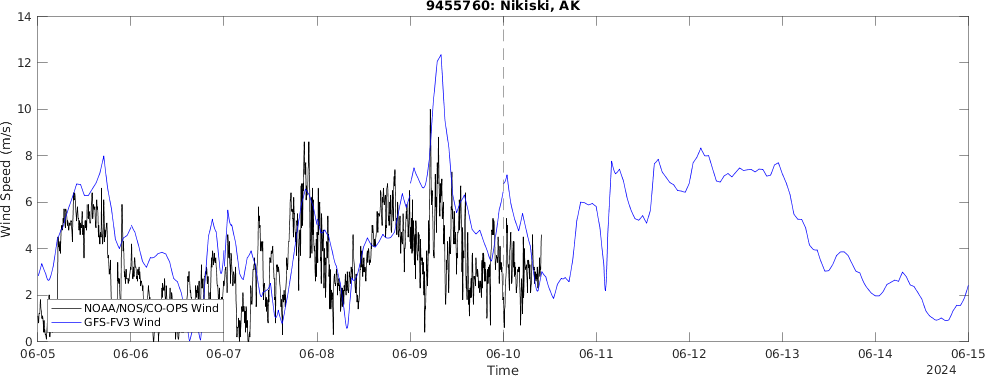 9455760: Nikiski, AK
Wind Speed (m/s)
14
12
10
8
6
4
2
0
NOAA/NOS/CO-OPS Wind
GFS-FV3 Wind
06-05 06-06 06-07 06-08 06-09 06-10 06-11 06-12 06-13 06-14 06-15
Time
2024